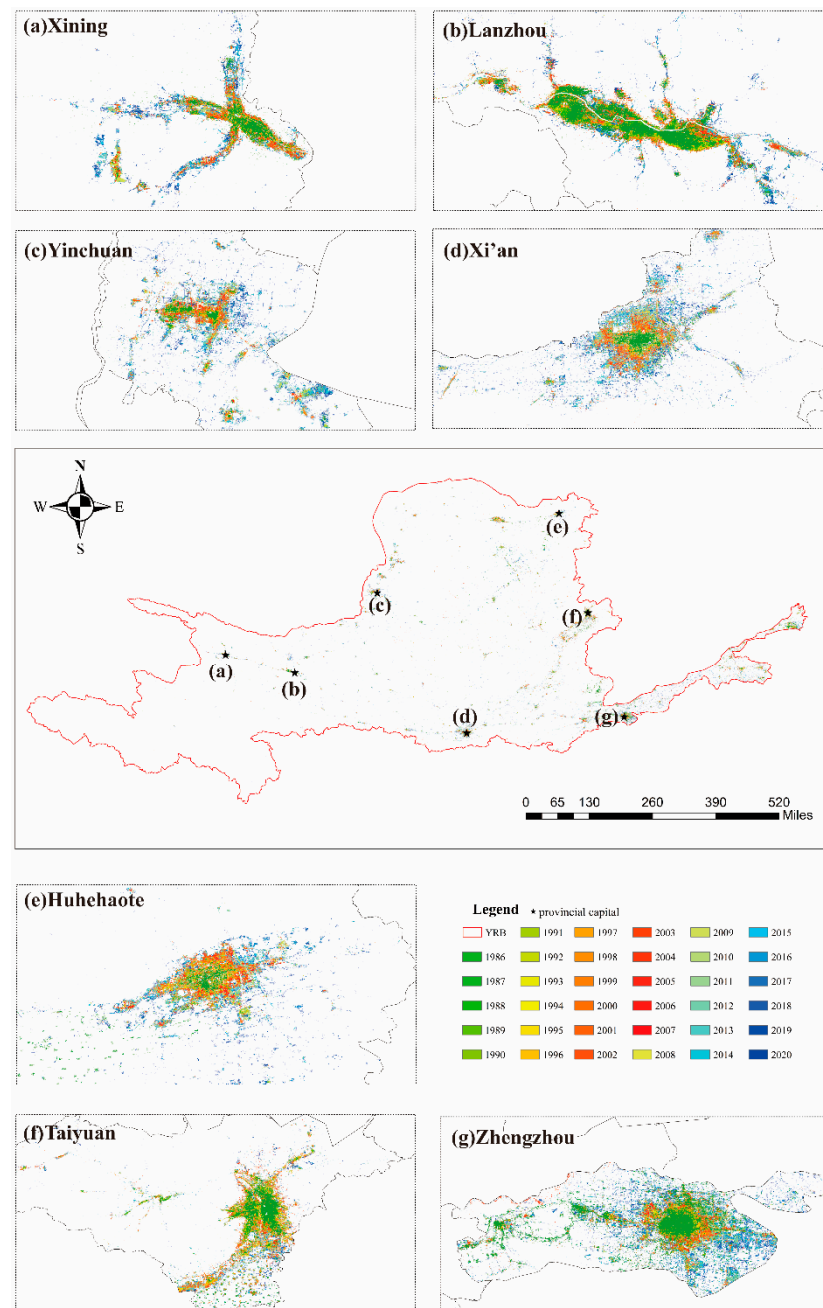 (a)Xining
(b)Lanzhou
(c)Yinchuan
(d)Xi'an
N
W E
S
(e)
(c)
(f)
(a)
(b)
(d)
(g)
0 65 130 260 390 520
Miles
(e)Huhehaote
Legend ★ provincial capital
YRB 1991 1997 2003 2009 2015
1986 1992 1998 2004 2010 2016
1987 1993 1999 2005 2011 2017
1988 1994 2000 2006 2012 2018
1989 1995 2001 2007 2013 2019
1990 1996 2002 2008 2014 2020
(f)Taiyuan
(g)Zhengzhou